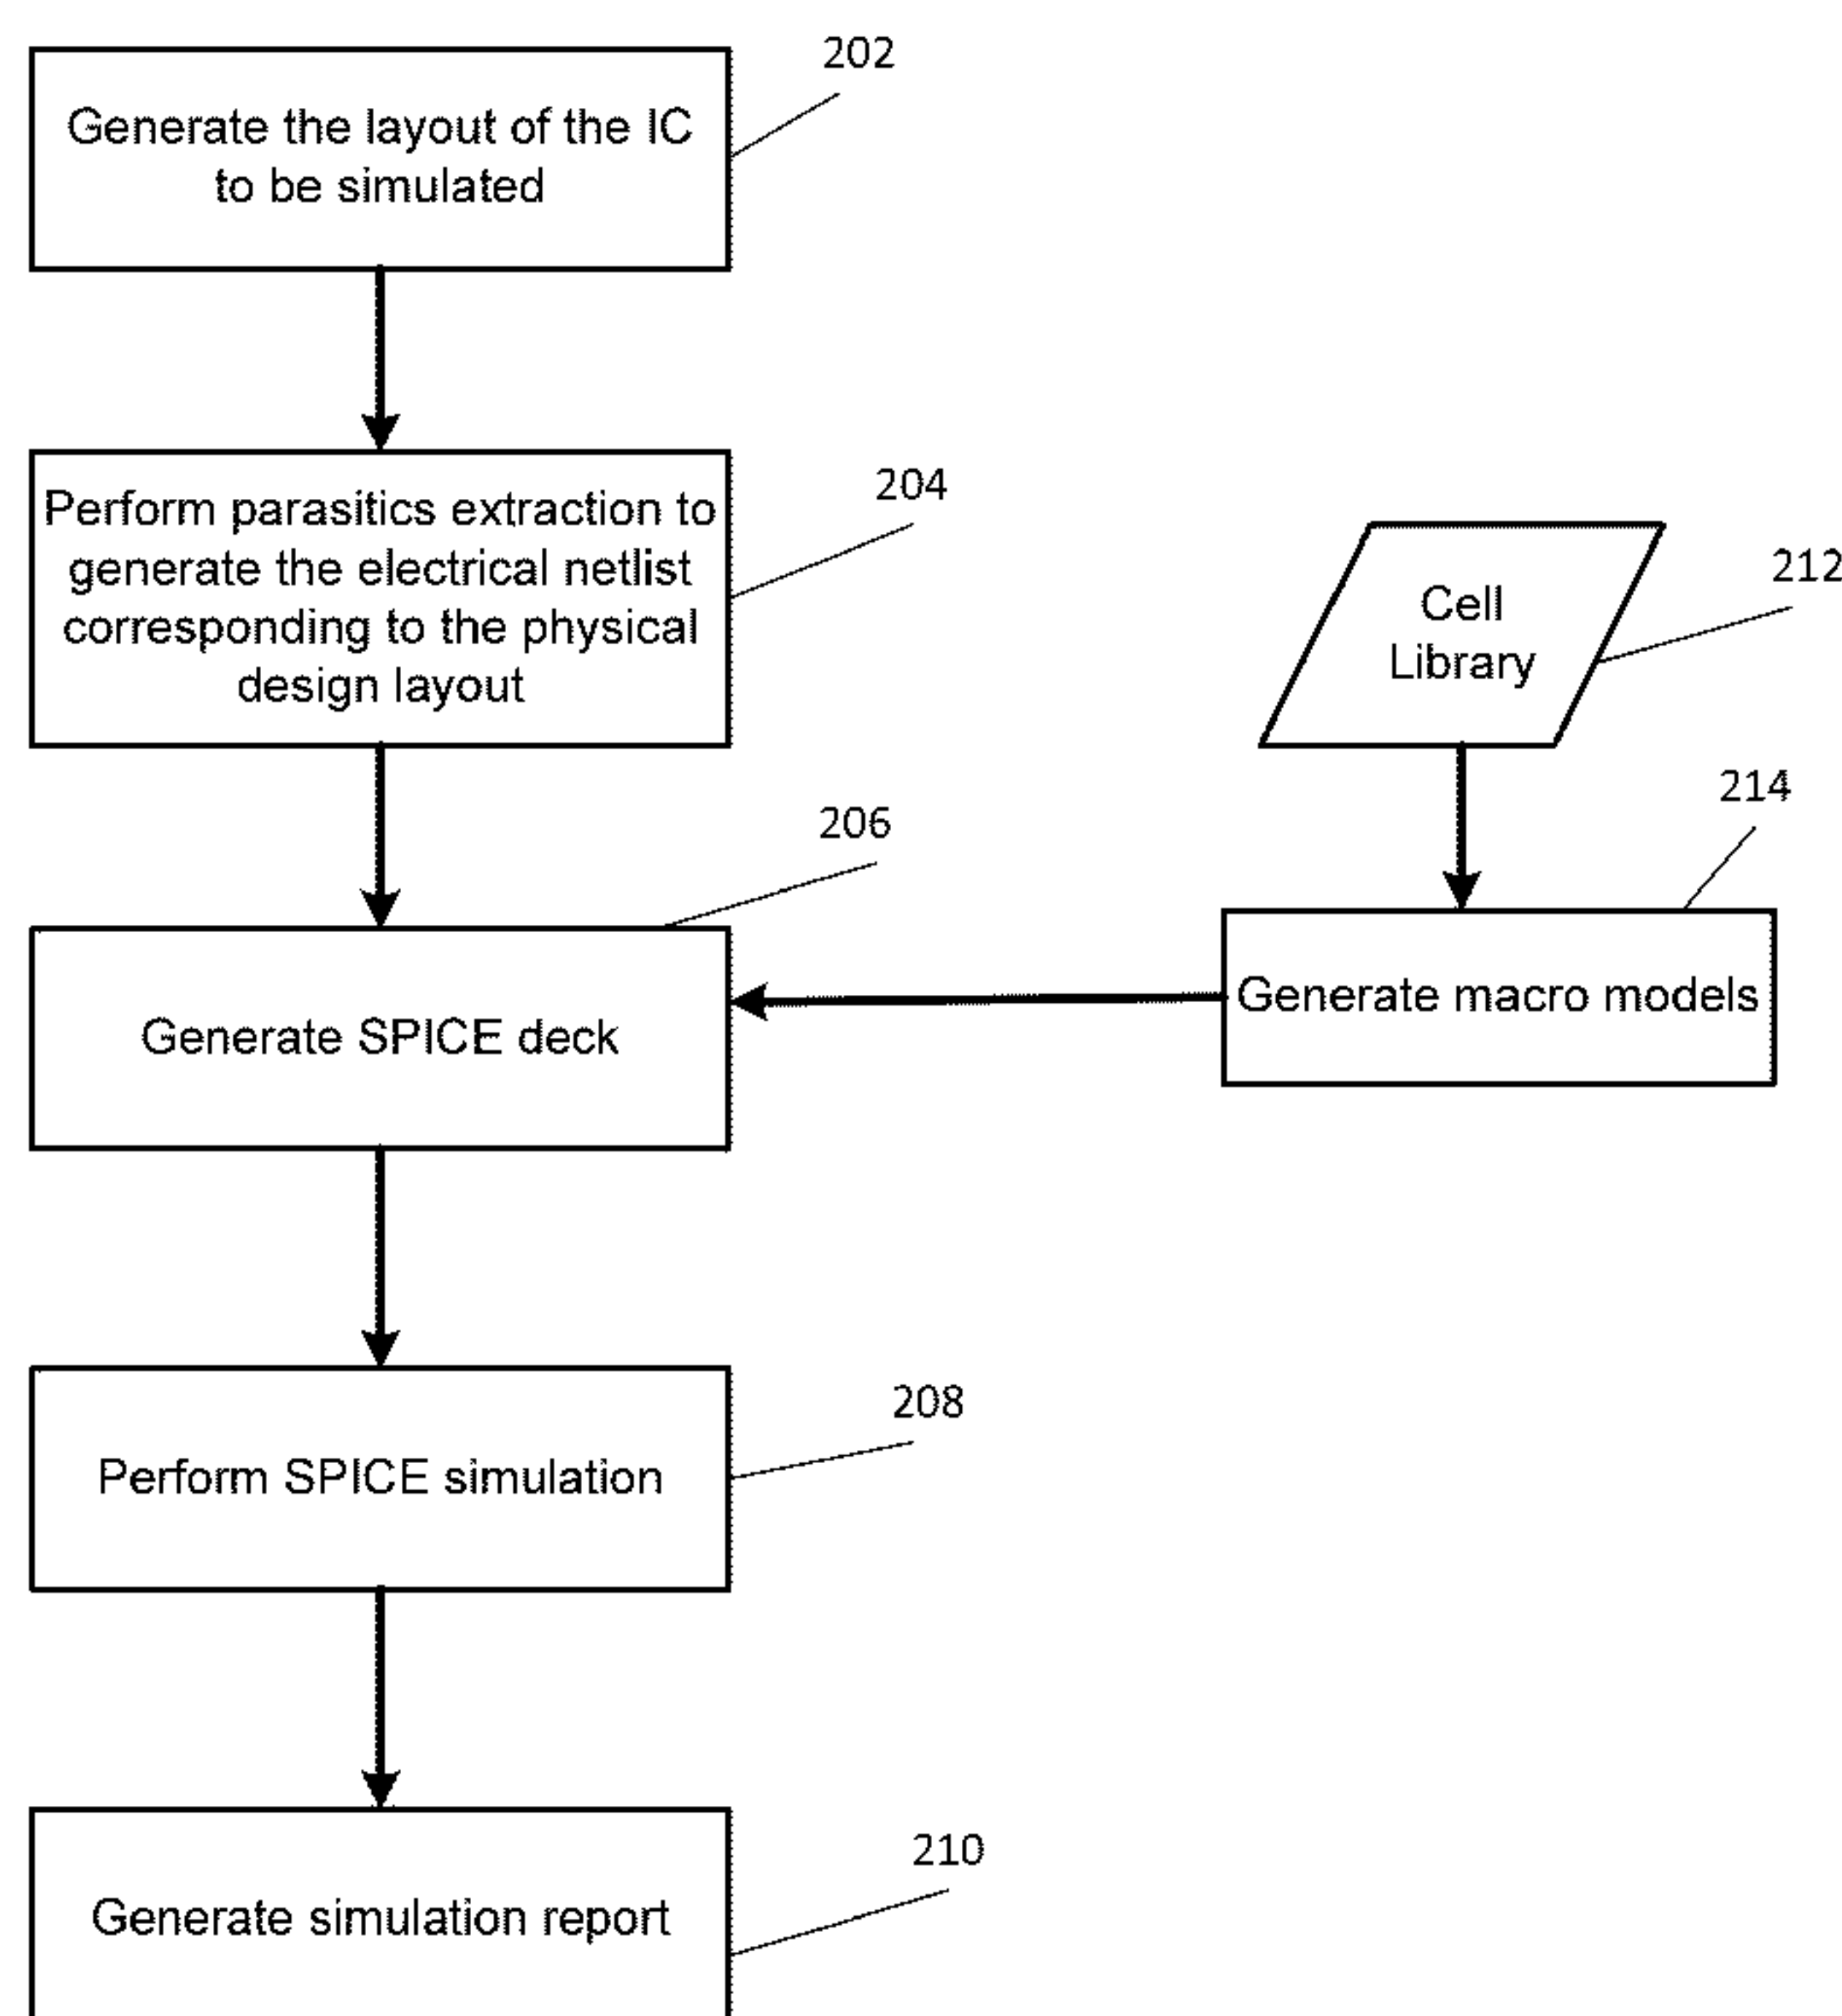 202
Generate the layout of the IC
to be simulated
204
Perform parasitics extraction to
generate the electrical netlist
corresponding to the physical
design layout
212
Cell
Library
214
206
Generate macro models
Generate SPICE deck
208
Perform SPICE simulation
210
Generate simulation report